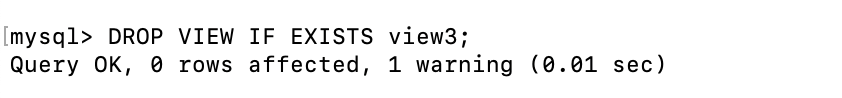 [mysql> DROP VIEW IF EXISTS view3;
Query OK, 0 rows affected, 1 warning (0.01 sec)